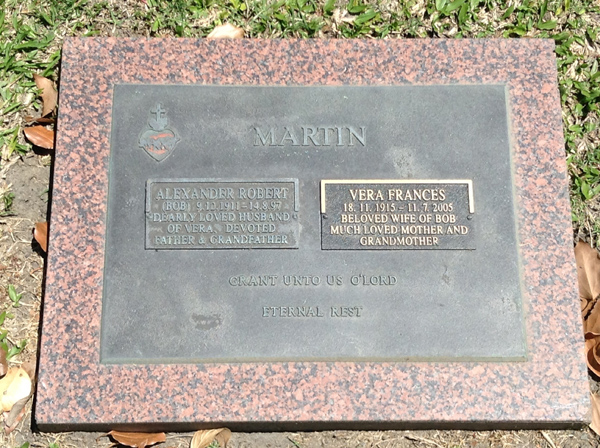 MARTIN
ALEXANDER ROBERT
(BOB) 9.12.1911 - 14.8.97
DEARLY LOVED HUSBAND
OF VERA, DEVOTED
FATHER & GRANDFATHER
VERA FRANCES
18. 11. 1915 – 11. 7. 2005
BELOVED WIFE OF BOB
MUCH LOVED MOTHER AND
GRANDMOTHER
GRANT UNTO US O'LORD
ETERNAL REST